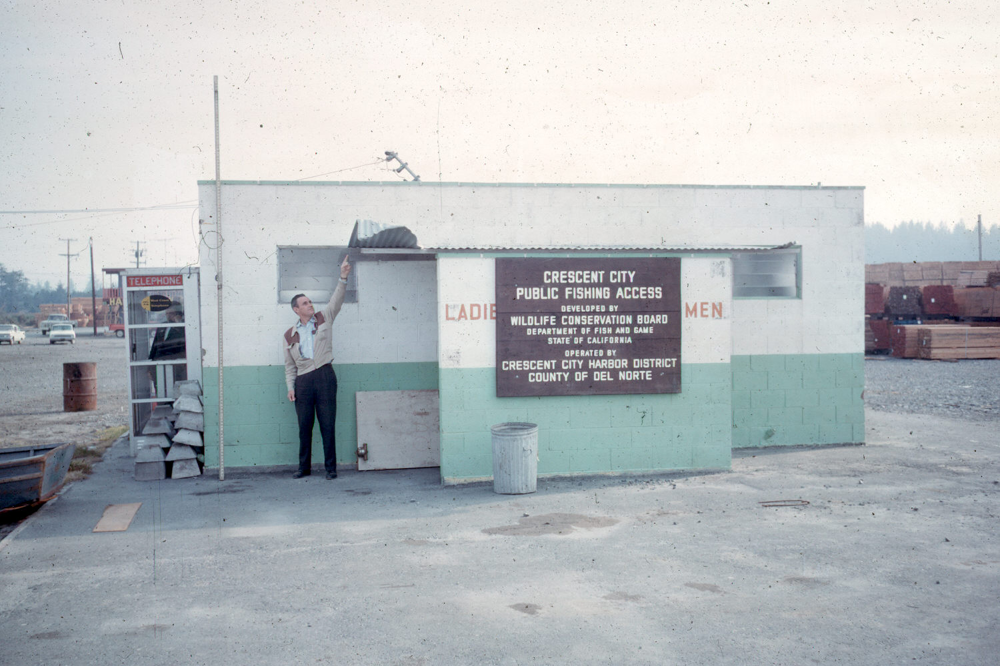 TELEPHONE
West Coast
Telephone
HA
LADIE
MEN
CRESCENT CITY
PUBLIC FISHING ACCESS
DEVELOPED BY
WILDLIFE CONSERVATION BOARD
DEPARTMENT OF FISH AND GAME
STATE OF CALIFORNIA
OPERATED BY
CRESCENT CITY HARBOR DISTRICT
COUNTY OF DEL NORTE